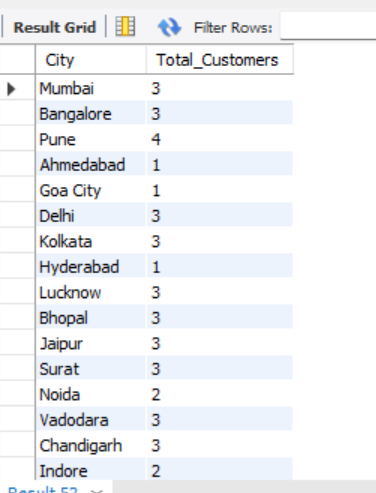 Result Grid Filter Rows:
City Total_Customers
Mumbai 3
Bangalore 3
Pune 4
Ahmedabad 1
Goa City 1
Delhi 3
Kolkata 3
Hyderabad 1
Lucknow 3
Bhopal 3
Jaipur 3
Surat 3
Noida 2
Vadodara 3
Chandigarh 3
Indore 2
Result 52